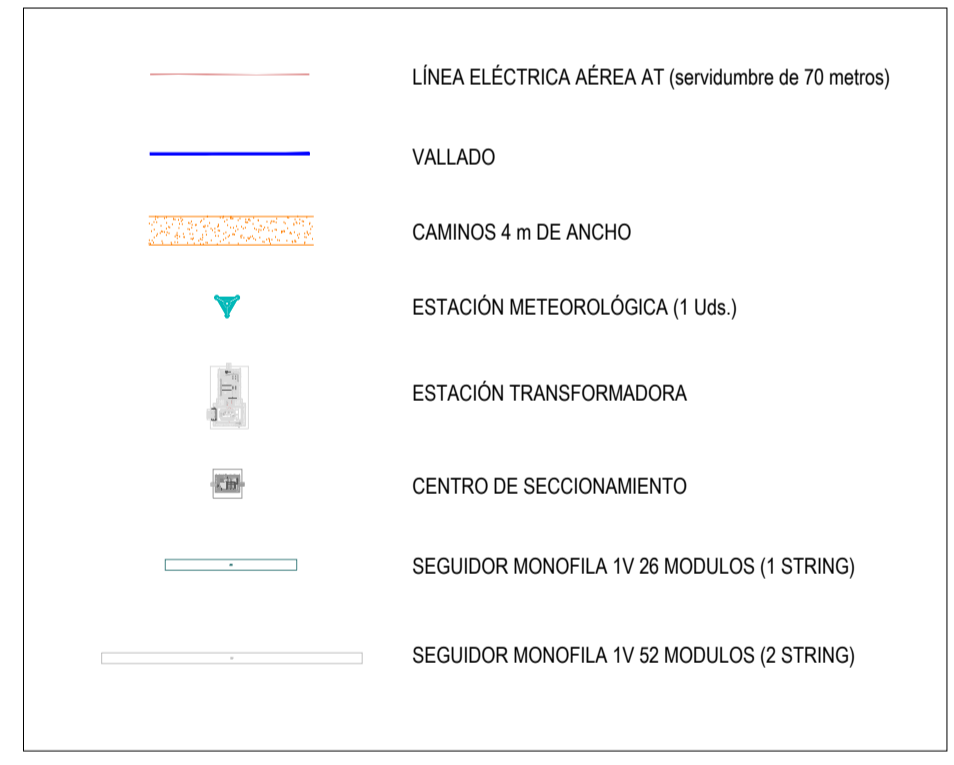 LÍNEA ELÉCTRICA AÉREA AT (servidumbre de 70 metros)
VALLADO
CAMINOS 4 m DE ANCHO
ESTACIÓN METEOROLÓGICA (1 Uds.)
ESTACIÓN TRANSFORMADORA
CENTRO DE SECCIONAMIENTO
SEGUIDOR MONOFILA 1V 26 MODULOS (1 STRING)
SEGUIDOR MONOFILA 1V 52 MODULOS (2 STRING)